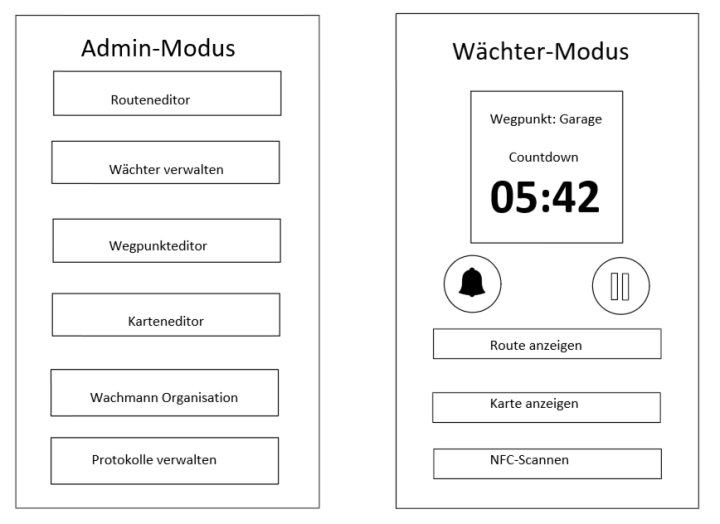 Admin-Modus
Routeneditor
Wächter verwalten
Wegpunkteditor
Karteneditor
Wachmann Organisation
Protokolle verwalten
Wächter-Modus
Wegpunkt: Garage
Countdown
05:42
Route anzeigen
Karte anzeigen
NFC-Scannen